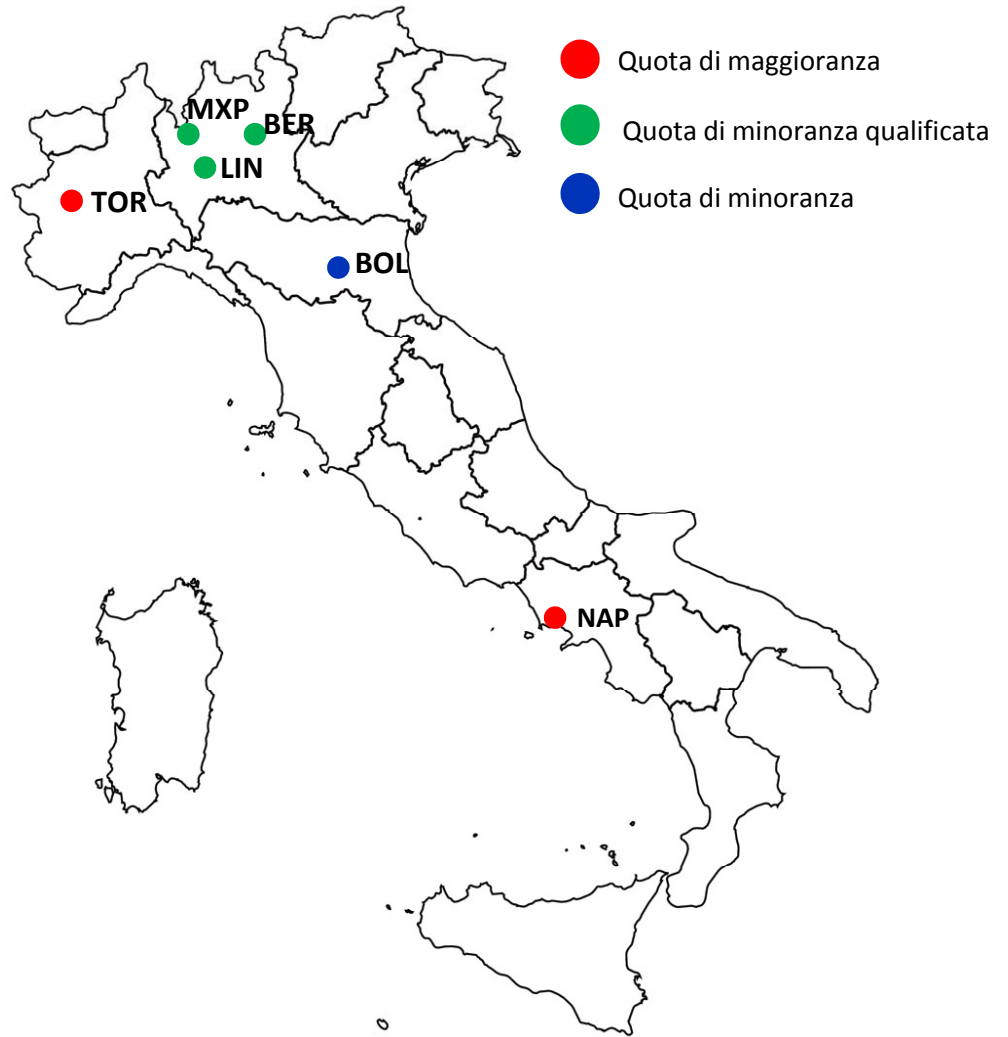 Quota di maggioranza
Quota di minoranza qualificata
Quota di minoranza
MXP
BER
LIN
TOR
BOL
NAP